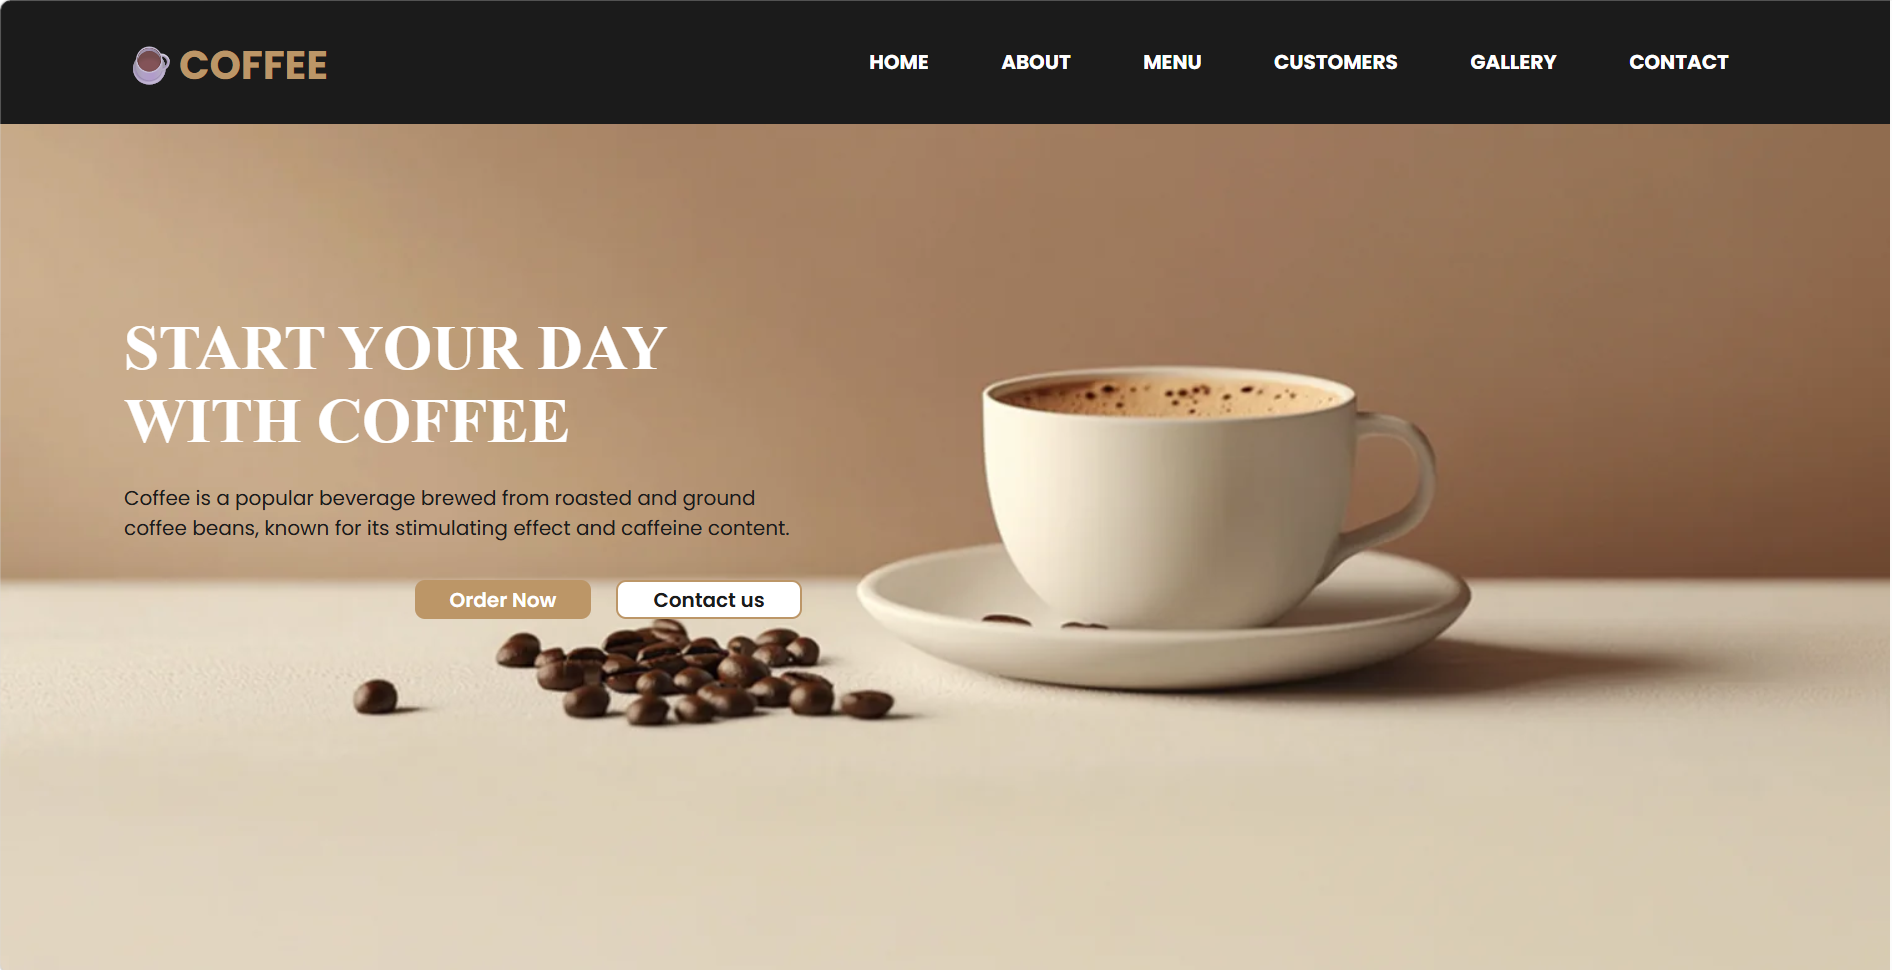 COFFEE
HOME ABOUT MENU CUSTOMERS GALLERY CONTACT
START YOUR DAY
WITH COFFEE
Coffee is a popular beverage brewed from roasted and ground
coffee beans, known for its stimulating effect and caffeine content.
Order Now
Contact us